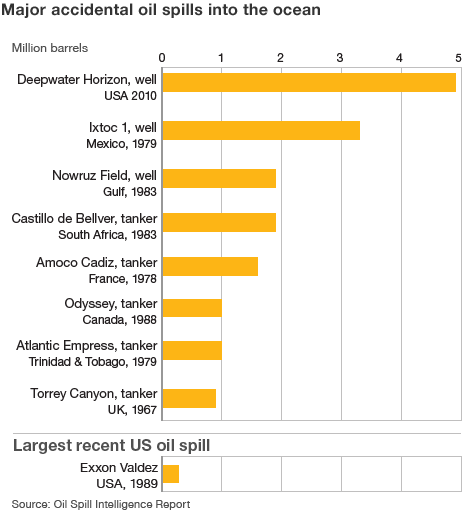 Major accidental oil spills into the ocean
Million barrels
0 1 2 3 4 5
Deepwater Horizon, well
USA 2010
Ixtoc 1, well
Mexico, 1979
Nowruz Field, well
Gulf, 1983
Castillo de Bellver, tanker
South Africa, 1983
Amoco Cadiz, tanker
France, 1978
Odyssey, tanker
Canada, 1988
Atlantic Empress, tanker
Trinidad & Tobago, 1979
Torrey Canyon, tanker
UK, 1967
Largest recent US oil spill
Exxon Valdez
USA, 1989
Source: Oil Spill Intelligence Report